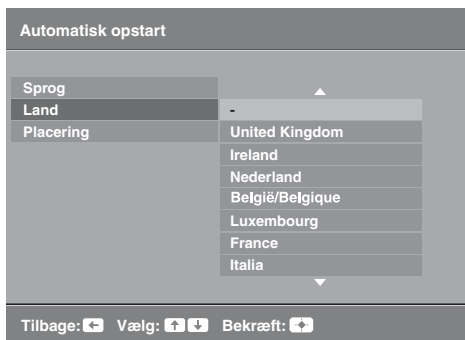 Automatisk opstart
Sprog
Land
Placering
-
United Kingdom
Ireland
Nederland
België/Belgique
Luxembourg
France
Italia
Tilbage: Vælg: Bekræft: